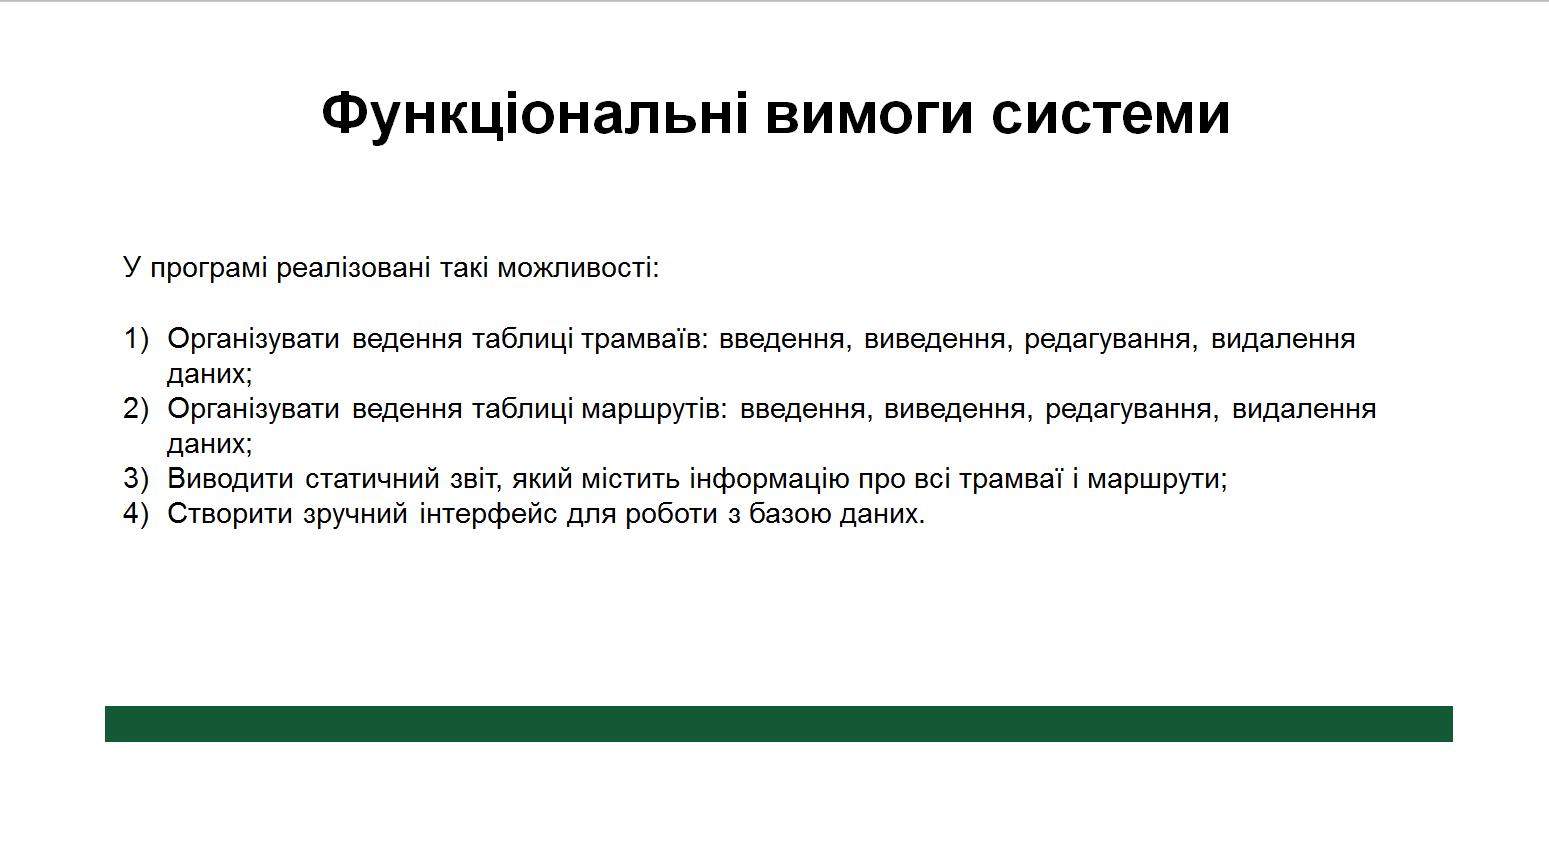 Функціональні вимоги системи
У програмі реалізовані такі можливості:
1) Організувати ведення таблиці трамваїв: введення, виведення, редагування, видалення
даних;
2) Організувати ведення таблиці маршрутів: введення, виведення, редагування, видалення
даних;
3) Виводити статичний звіт, який містить інформацію про всі трамваї і маршрути;
4) Створити зручний інтерфейс для роботи з базою даних.